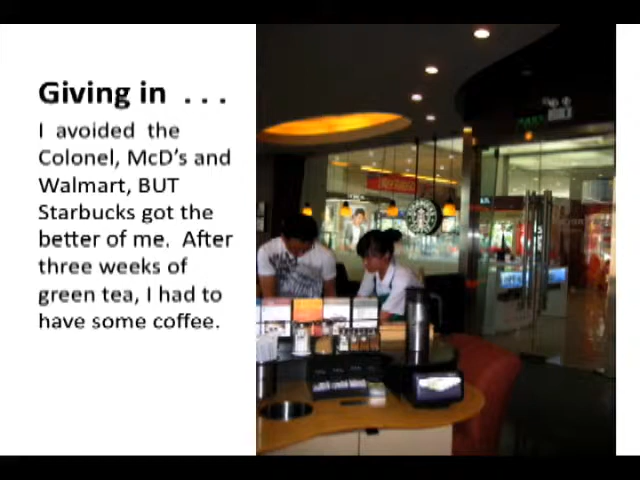 Giving in . . .
I avoided the
Colonel, McD's and
Walmart, BUT
Starbucks got the
better of me. After
three weeks of
green tea, I had to
have some coffee.